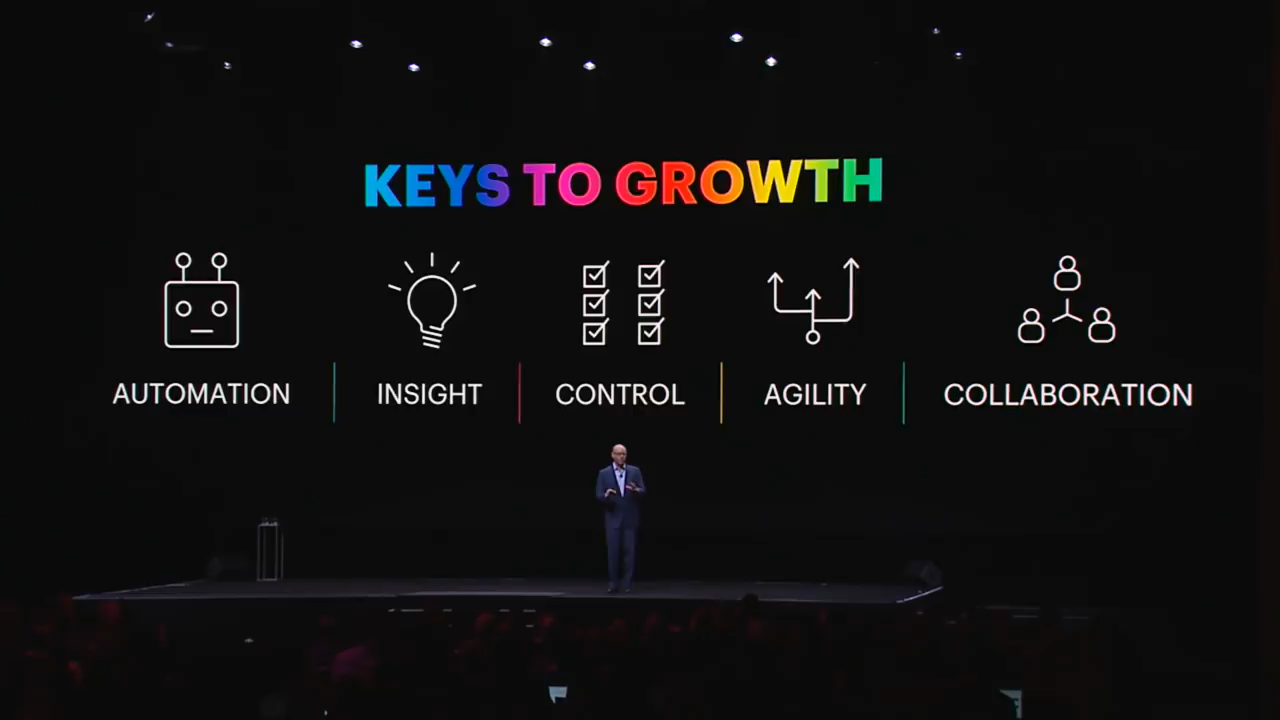 KEYS TO GROWTH
AUTOMATION
INSIGHT
CONTROL
AGILITY
COLLABORATION